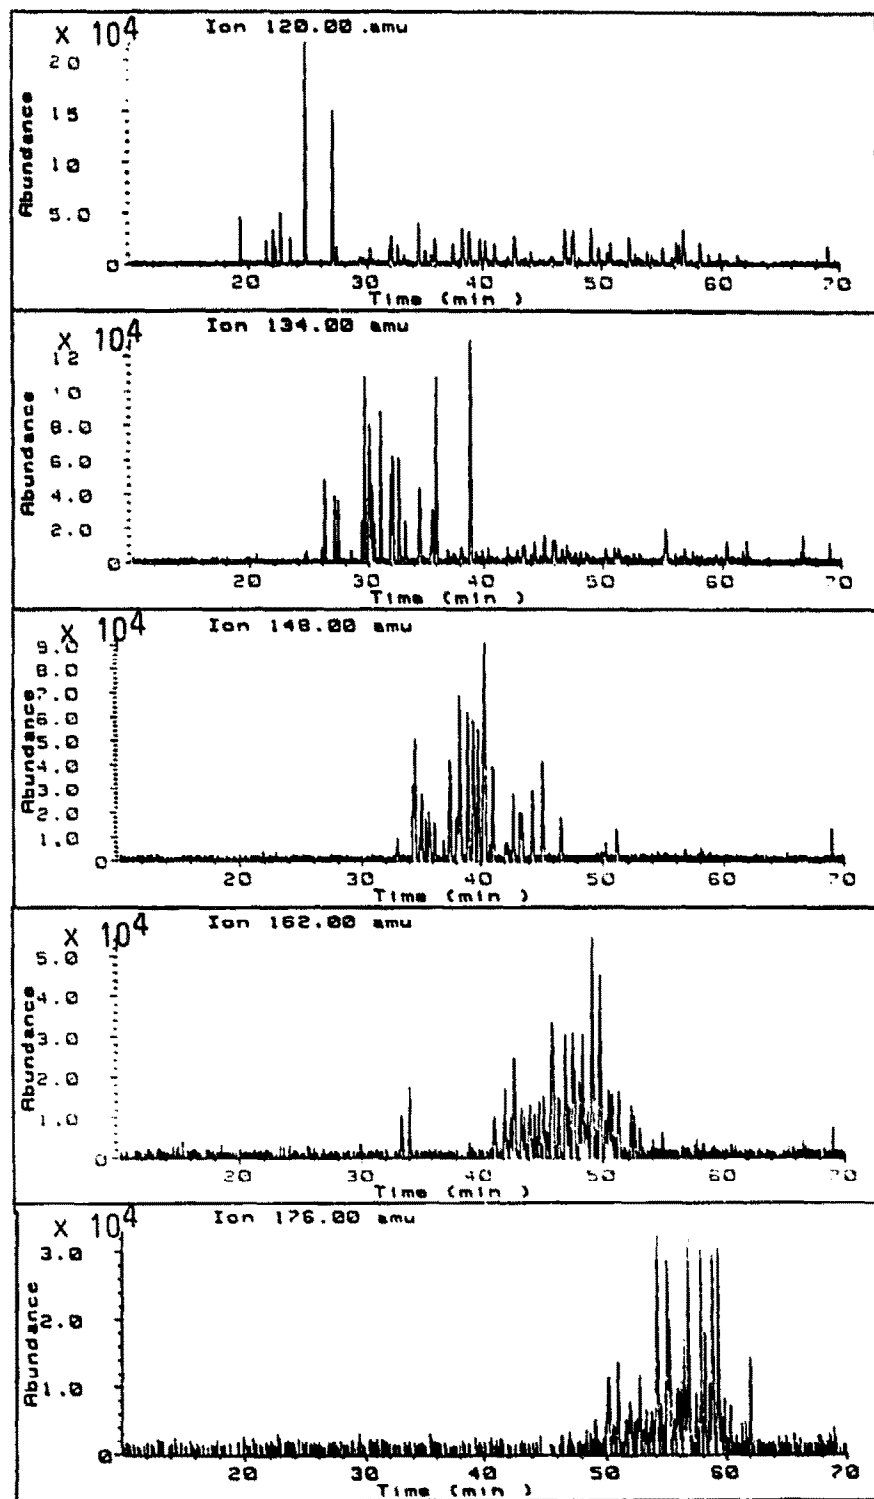 X 10⁴ Ion 120.00 .amu
Abundance
20
15
10
5.0
0
20 30 40 50 60 70
Time (min )
X 10⁴ Ion 134.00 amu
Abundance
12
10
8.0
6.0
4.0
2.0
0
20 30 40 50 60 70
Time (min )
X 10⁴ Ion 148.00 amu
Abundance
9.0
8.0
7.0
6.0
5.0
4.0
3.0
2.0
1.0
0
20 30 40 50 60 70
Time (min )
X 10⁴ Ion 162.00 amu
Abundance
5.0
4.0
3.0
2.0
1.0
0
20 30 40 50 60 70
Time (min )
X 10⁴ Ion 176.00 amu
Abundance
3.0
2.0
1.0
0
20 30 40 50 60 70
Time (min )